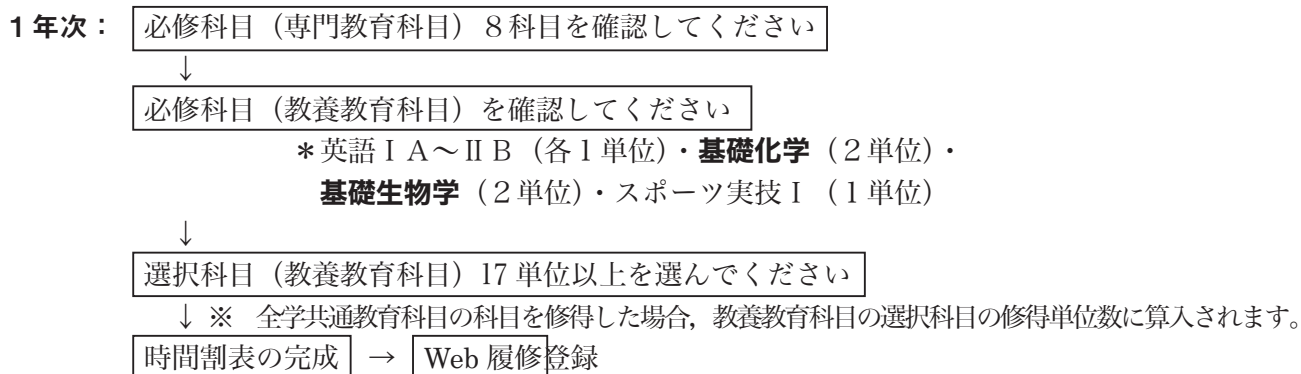 1年次： 必修科目（専門教育科目）８科目を確認してください
↓
必修科目（教養教育科目）を確認してください
＊英語ⅠA～ⅡB（各１単位）・基礎化学（２単位）・
基礎生物学（２単位）・スポーツ実技Ⅰ（１単位）
↓
選択科目（教養教育科目）17 単位以上を選んでください
↓ ※　全学共通教育科目の科目を修得した場合，教養教育科目の選択科目の修得単位数に算入されます。
時間割表の完成 → Web 履修登録